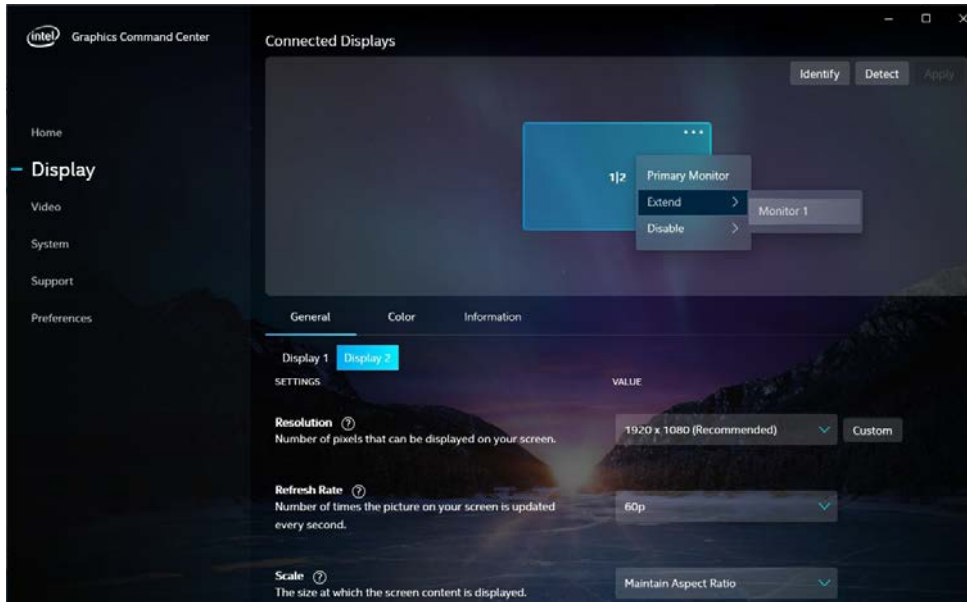 intel Graphics Command Center
Home
Display
Video
System
Support
Preferences
Connected Displays
Identify Detect Apply
1|2
Primary Monitor
Extend
Monitor 1
Disable
General Color Information
Display 1 Display 2
SETTINGS VALUE
Resolution ?
Number of pixels that can be displayed on your screen.
1920 x 1080 (Recommended) Custom
Refresh Rate ?
Number of times the picture on your screen is updated
every second.
60p
Scale ?
The size at which the screen content is displayed.
Maintain Aspect Ratio